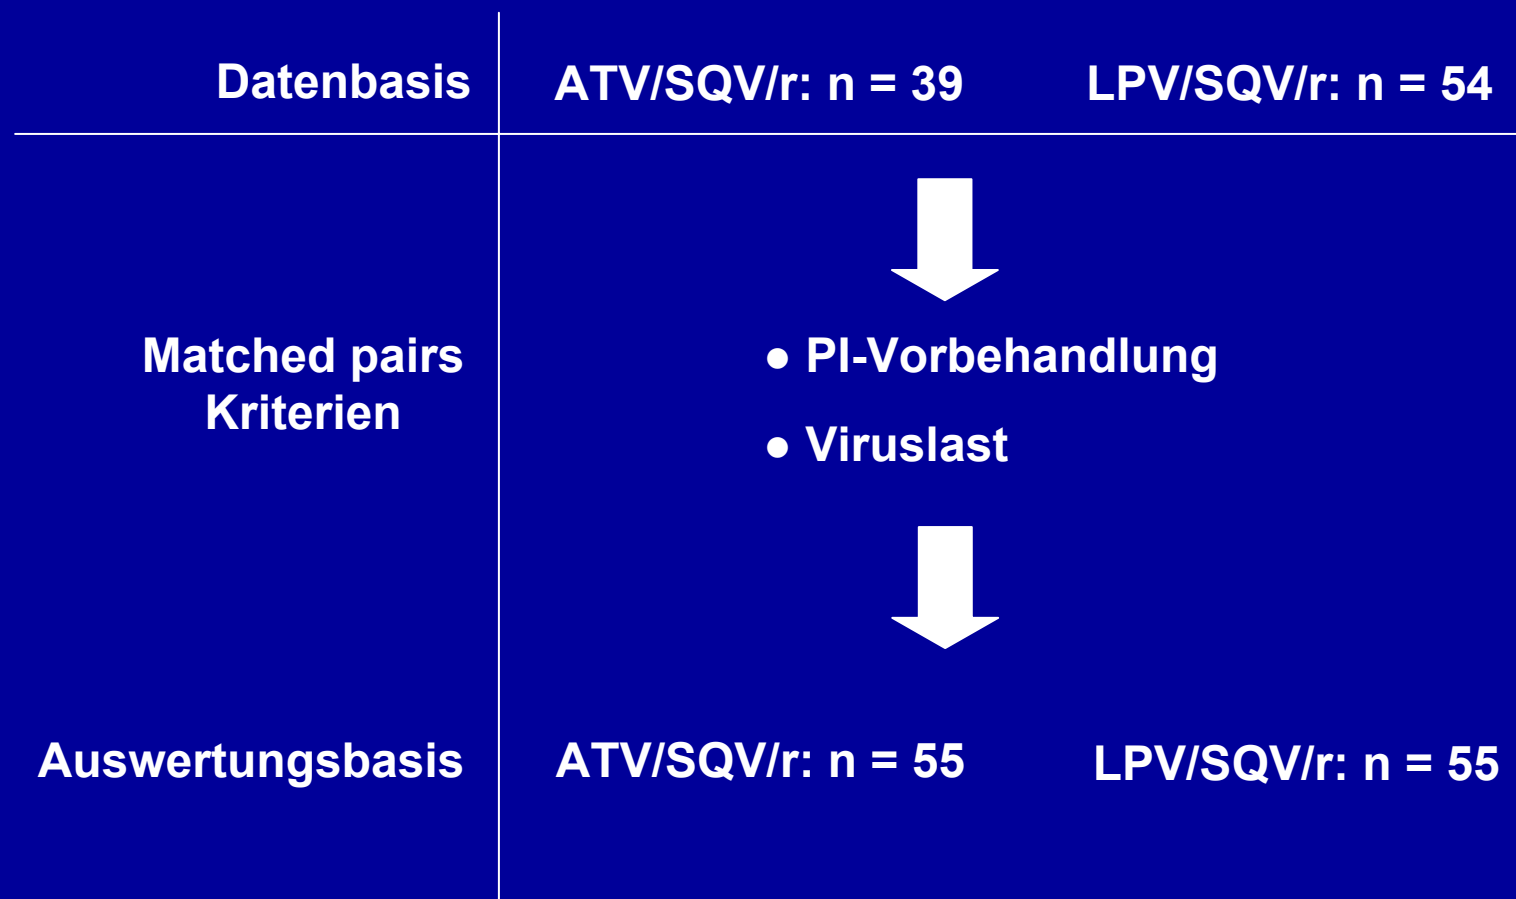 Datenbasis
ATV/SQV/r: n = 39
LPV/SQV/r: n = 54
Matched pairs
Kriterien
● PI-Vorbehandlung
● Viruslast
Auswertungsbasis
ATV/SQV/r: n = 55
LPV/SQV/r: n = 55